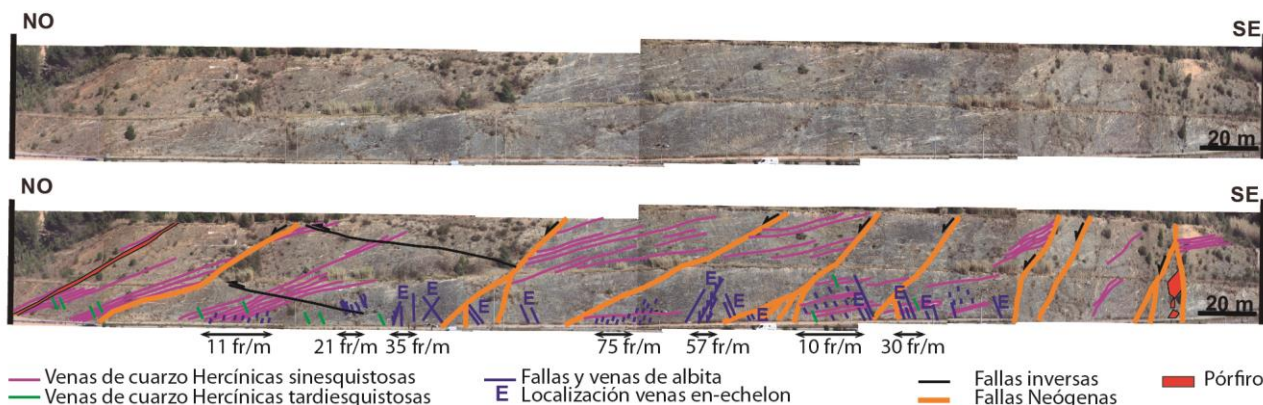 NO
SE
20 m
NO
SE
E
E
E
E
E
E
E
E
20 m
11 fr/m
21 fr/m
35 fr/m
75 fr/m
57 fr/m
10 fr/m
30 fr/m
Venas de cuarzo Hercínicas sinesquistosas
Venas de cuarzo Hercínicas tardiesquistosas
Fallas y venas de albita
E Localización venas en-echelon
Fallas inversas
Fallas Neógenas
Pórfiro